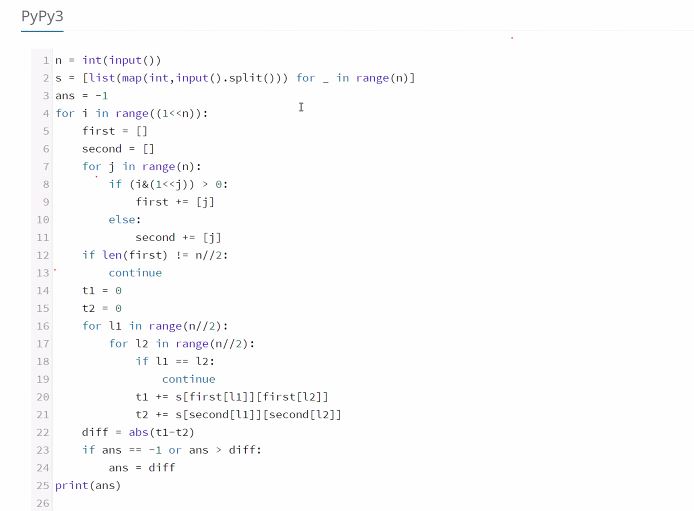 PyPy3
1 n = int(input())
2 s = [list(map(int,input().split())) for _ in range(n)]
3 ans = -1
4 for i in range((1<<n)):
5     first = []
6     second = []
7     for j in range(n):
8         if (i&(1<<j)) > 0:
9             first += [j]
10         else:
11             second += [j]
12     if len(first) != n//2:
13         continue
14     t1 = 0
15     t2 = 0
16     for l1 in range(n//2):
17         for l2 in range(n//2):
18             if l1 == l2:
19                 continue
20             t1 += s[first[l1]][first[l2]]
21             t2 += s[second[l1]][second[l2]]
22     diff = abs(t1-t2)
23     if ans == -1 or ans > diff:
24         ans = diff
25 print(ans)
26